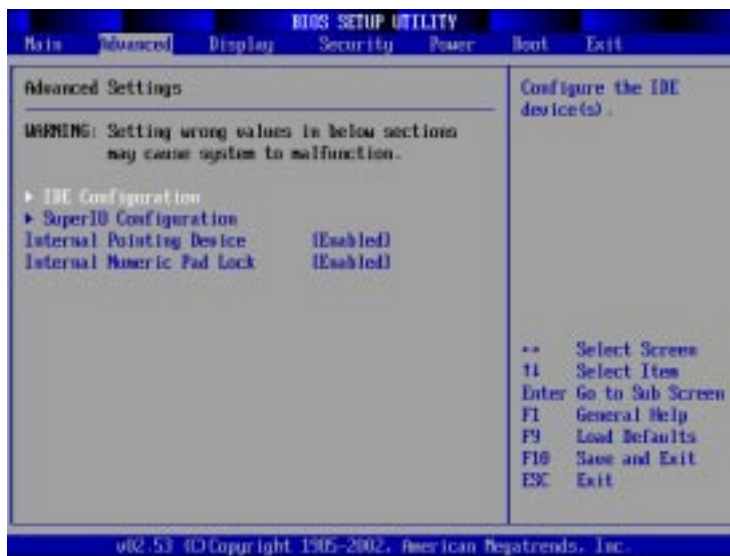 BIOS SETUP UTILITY
Main Advanced Display Security Power Boot Exit
Advanced Settings
WARNING: Setting wrong values in below sections
may cause system to malfunction.
IDE Configuration
SuperIO Configuration
Internal Pointing Device [Enabled]
Internal Numeric Pad Lock [Enabled]
Configure the IDE
device(s).
↔ Select Screen
↑↓ Select Item
Enter Go to Sub Screen
F1 General Help
F9 Load Defaults
F10 Save and Exit
ESC Exit
v02.53 (C)Copyright 1985-2002, American Megatrends, Inc.